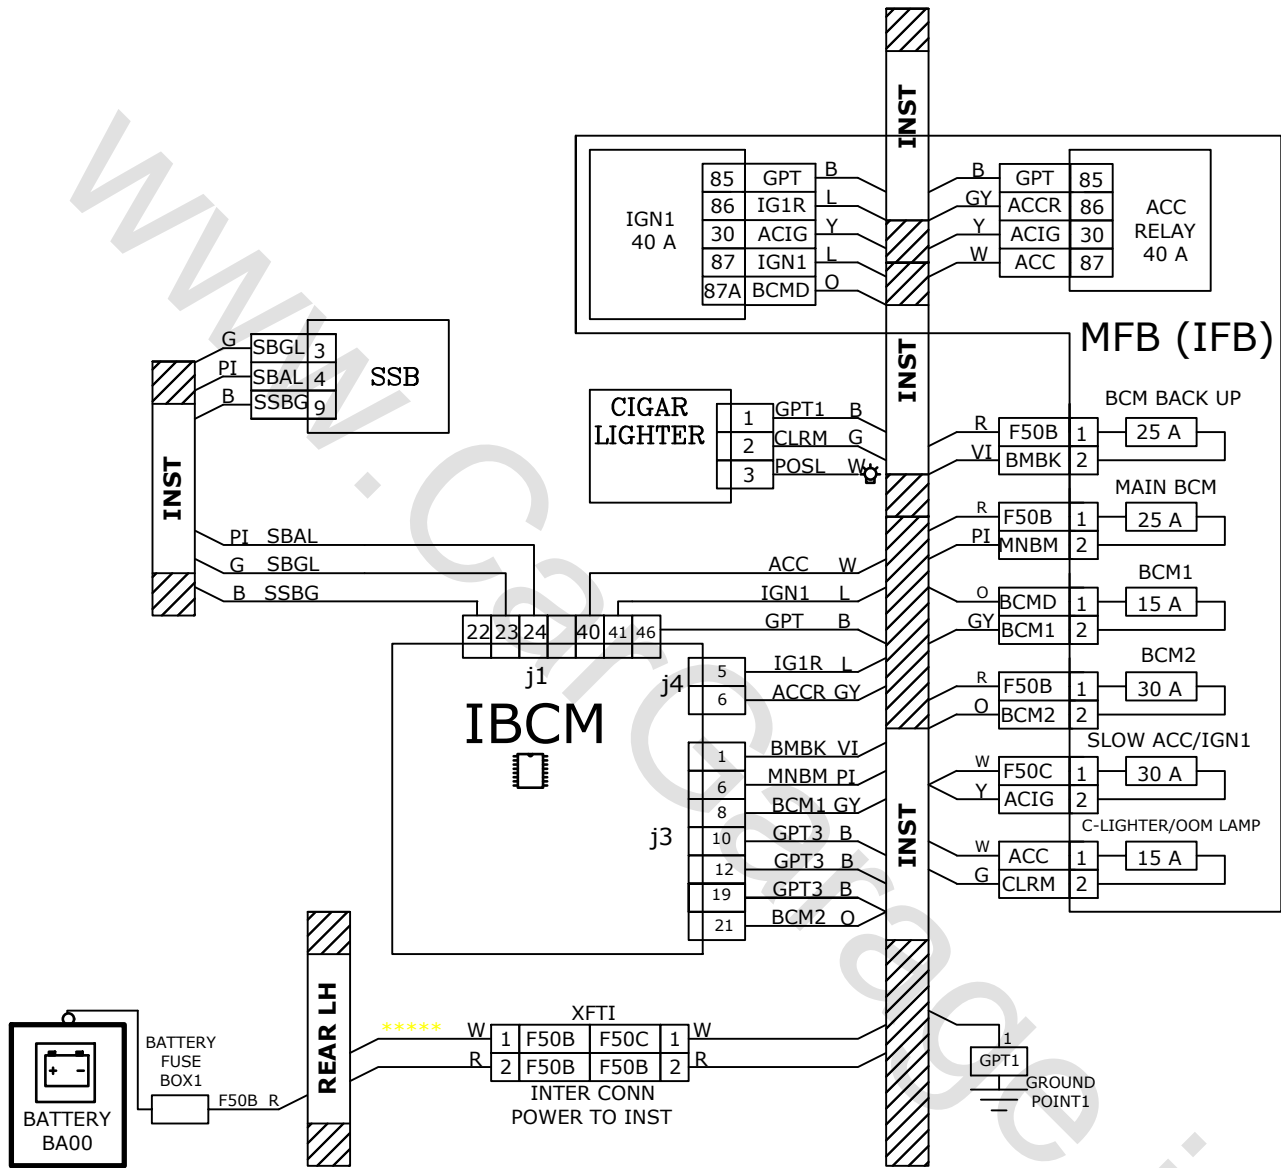 INST
IGN1
40 A
85 GPT B
86 IG1R L
30 ACIG Y
87 IGN1 L
87A BCMD O
B GPT 85
GY ACCR 86
Y ACIG 30
W ACC 87
ACC
RELAY
40 A
MFB (IFB)
G SBGL 3
PI SBAL 4
B SSBG 9
SSB
INST
PI SBAL
G SBGL
B SSBG
CIGAR
LIGHTER
1 GPT1 B
2 CLRM G
3 POSL W
INST
BCM BACK UP
R F50B 1 25 A
VI BMBK 2
MAIN BCM
R F50B 1 25 A
PI MNBM 2
BCM1
O BCMD 1 15 A
GY BCM1 2
BCM2
R F50B 1 30 A
O BCM2 2
SLOW ACC/IGN1
W F50C 1 30 A
Y ACIG 2
C-LIGHTER/OOM LAMP
W ACC 1 15 A
G CLRM 2
ACC W
IGN1 L
GPT B
22 23 24 40 41 46
j1
j4
5 IG1R L
6 ACCR GY
IBCM
j3
1 BMBK VI
6 MNBM PI
8 BCM1 GY
10 GPT3 B
12 GPT3 B
19 GPT3 B
21 BCM2 O
INST
REAR LH
*****
XFTI
W 1 F50B F50C 1 W
R 2 F50B F50B 2 R
INTER CONN
POWER TO INST
BATTERY
FUSE
BOX1
F50B R
+ -
BATTERY
BA00
1
GPT1
GROUND
POINT1
www.CarGarage.i